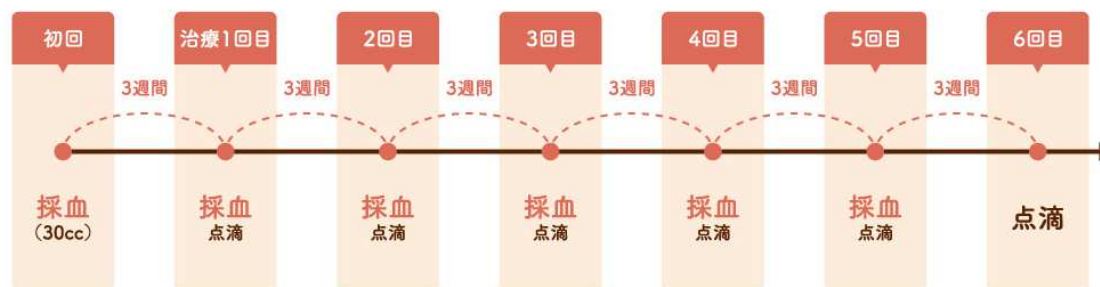 初回
治療1回目
2回目
3回目
4回目
5回目
6回目
3週間
3週間
3週間
3週間
3週間
3週間
採血
（30cc）
採血
点滴
採血
点滴
採血
点滴
採血
点滴
採血
点滴
点滴